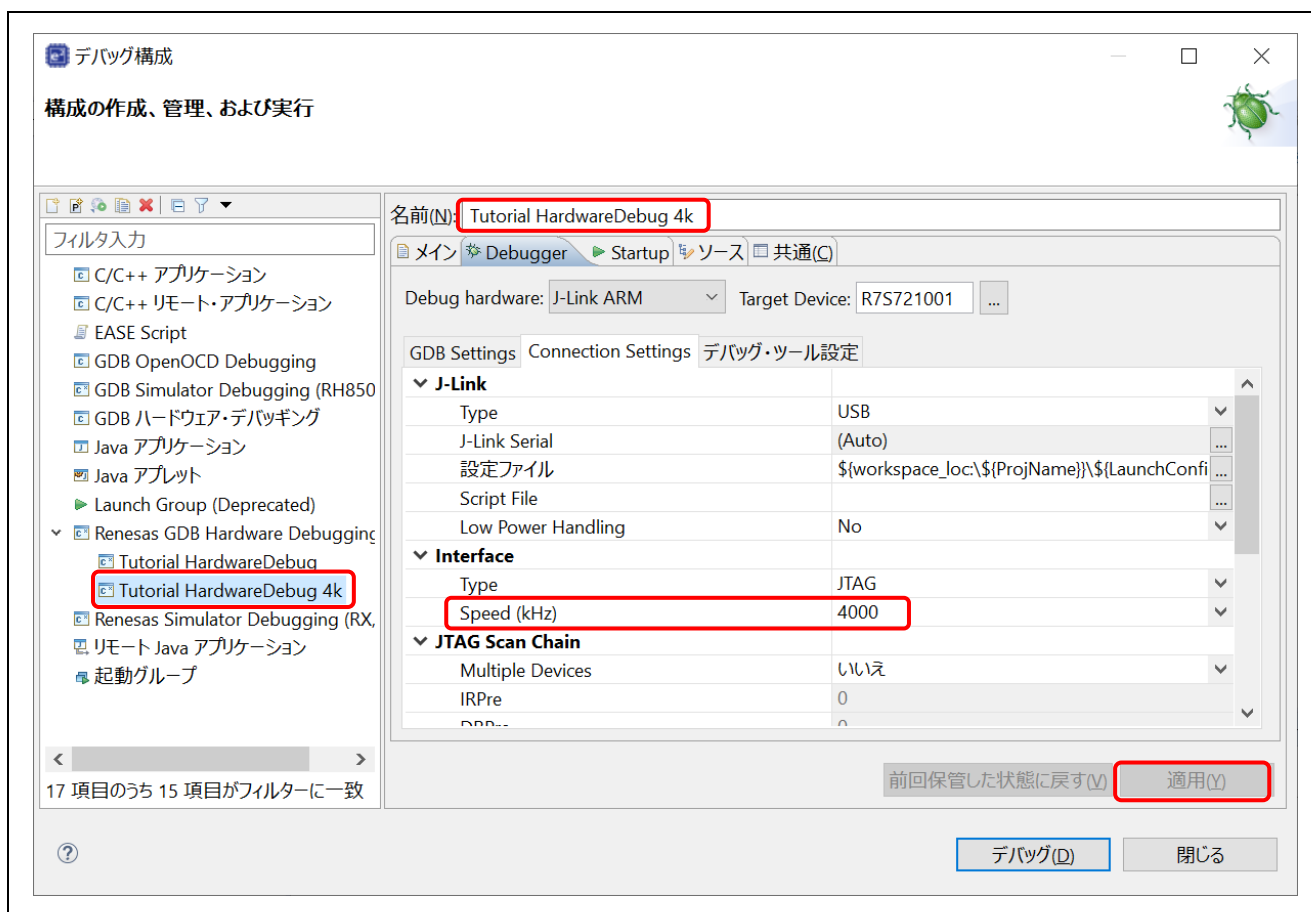 デバッグ構成
構成の作成、管理、および実行
フィルタ入力
C/C++ アプリケーション
C/C++ リモート・アプリケーション
EASE Script
GDB OpenOCD Debugging
GDB Simulator Debugging (RH850
GDB ハードウェア・デバッギング
Java アプリケーション
Java アプレット
Launch Group (Deprecated)
Renesas GDB Hardware Debugging
Tutorial HardwareDebug
Tutorial HardwareDebug 4k
Renesas Simulator Debugging (RX,
リモート Java アプリケーション
起動グループ
17 項目のうち 15 項目がフィルターに一致
名前(N): Tutorial HardwareDebug 4k
メイン Debugger Startup ソース 共通(C)
Debug hardware: J-Link ARM Target Device: R7S721001 ...
GDB Settings Connection Settings デバッグ・ツール設定
J-Link
Type USB
J-Link Serial (Auto) ...
設定ファイル ${workspace_loc:\${ProjName}}\${LaunchConfi ...
Script File ...
Low Power Handling No
Interface
Type JTAG
Speed (kHz) 4000
JTAG Scan Chain
Multiple Devices いいえ
IRPre 0
前回保管した状態に戻す(V) 適用(Y)
デバッグ(D) 閉じる